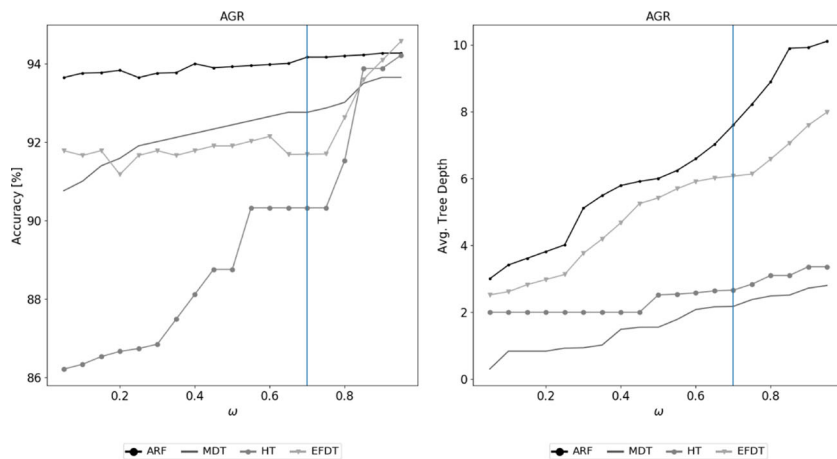 AGR
94
92
90
88
86
Accuracy [%]
0.2 0.4 0.6 0.8
ω
ARF MDT HT EFDT
AGR
10
8
6
4
2
0
Avg. Tree Depth
0.2 0.4 0.6 0.8
ω
ARF MDT HT EFDT